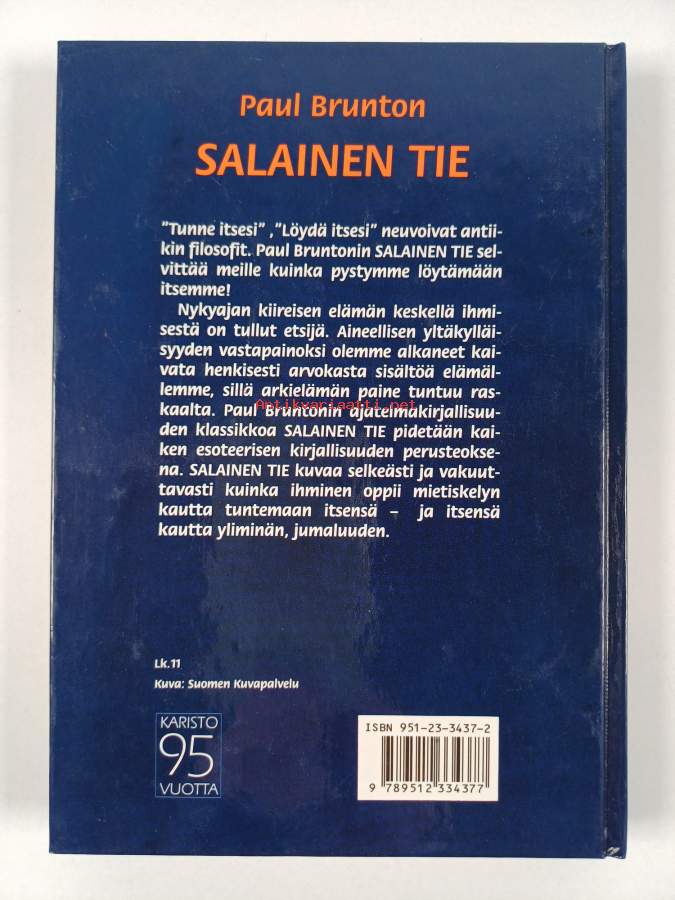 Paul Brunton
SALAINEN TIE
"Tunne itsesi" ,"Löydä itsesi" neuvoivat antii-
kin filosofit. Paul Bruntonin SALAINEN TIE sel-
vittää meille kuinka pystymme löytämään
itsemme!
Nykyajan kiireisen elämän keskellä ihmi-
sestä on tullut etsijä. Aineellisen yltäkylläi-
syyden vastapainoksi olemme alkaneet kai-
vata henkisesti arvokasta sisältöä elämäl-
lemme, sillä arkielämän paine tuntuu ras-
kaalta. Paul Bruntonin ajatelmakirjallisuu-
Antikvariaatti.net
den klassikkoa SALAINEN TIE pidetään kai-
ken esoteerisen kirjallisuuden perusteokse-
na. SALAINEN TIE kuvaa selkeästi ja vakuut-
tavasti kuinka ihminen oppii mietiskelyn
kautta tuntemaan itsensä – ja itsensä
kautta yliminän, jumaluuden.
Lk.11
Kuva: Suomen Kuvapalvelu
KARISTO
95
VUOTTA
ISBN 951-23-3437-2
9 789512 334377